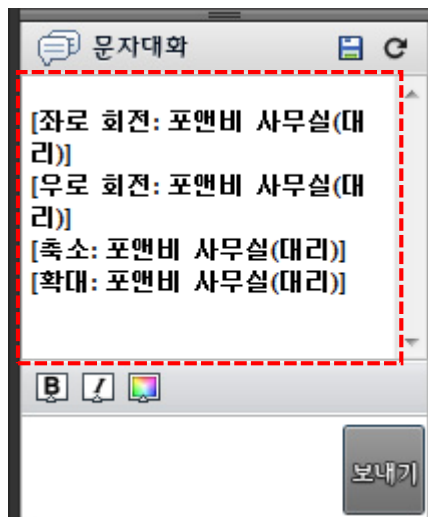 문자대화
[좌로 회전: 포앤비 사무실(대
리)]
[우로 회전: 포앤비 사무실(대
리)]
[축소: 포앤비 사무실(대리)]
[확대: 포앤비 사무실(대리)]
B I
보내기